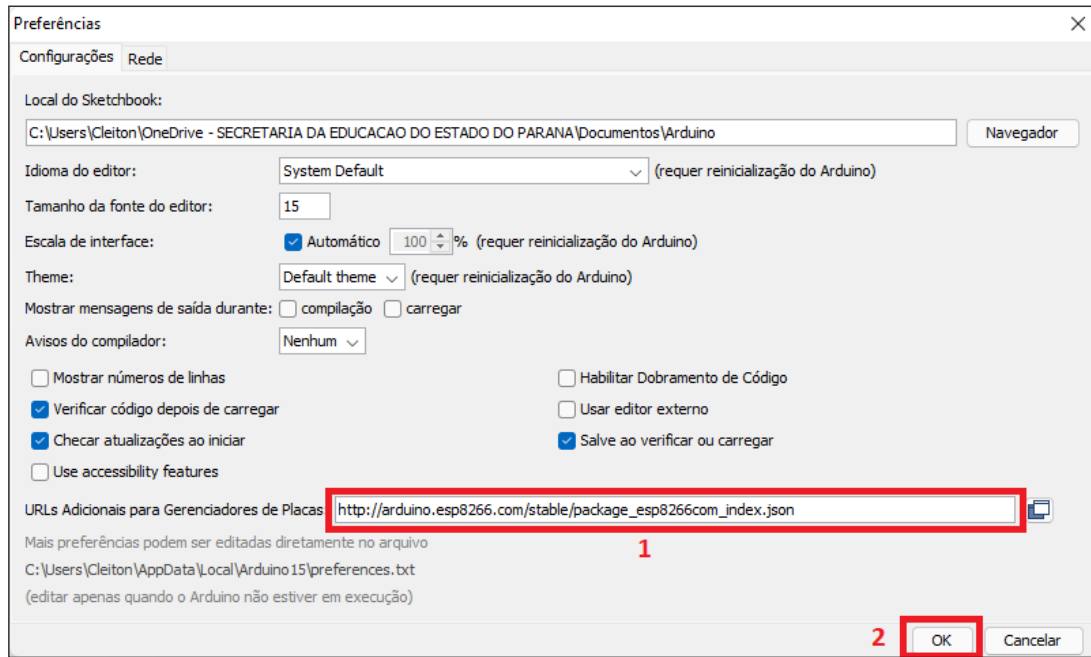 Preferências
Configurações Rede
Local do Sketchbook:
C:\Users\Cleiton\OneDrive - SECRETARIA DA EDUCACAO DO ESTADO DO PARANA\Documentos\Arduino Navegador
Idioma do editor: System Default (requer reinicialização do Arduino)
Tamanho da fonte do editor: 15
Escala de interface: Automático 100 % (requer reinicialização do Arduino)
Theme: Default theme (requer reinicialização do Arduino)
Mostrar mensagens de saída durante: compilação carregar
Avisos do compilador: Nenhum
Mostrar números de linhas Habilitar Dobramento de Código
Verificar código depois de carregar Usar editor externo
Checar atualizações ao iniciar Salve ao verificar ou carregar
Use accessibility features
URLs Adicionais para Gerenciadores de Placas: http://arduino.esp8266.com/stable/package_esp8266com_index.json
1
Mais preferências podem ser editadas diretamente no arquivo
C:\Users\Cleiton\AppData\Local\Arduino15\preferences.txt
(editar apenas quando o Arduino não estiver em execução)
2 OK Cancelar